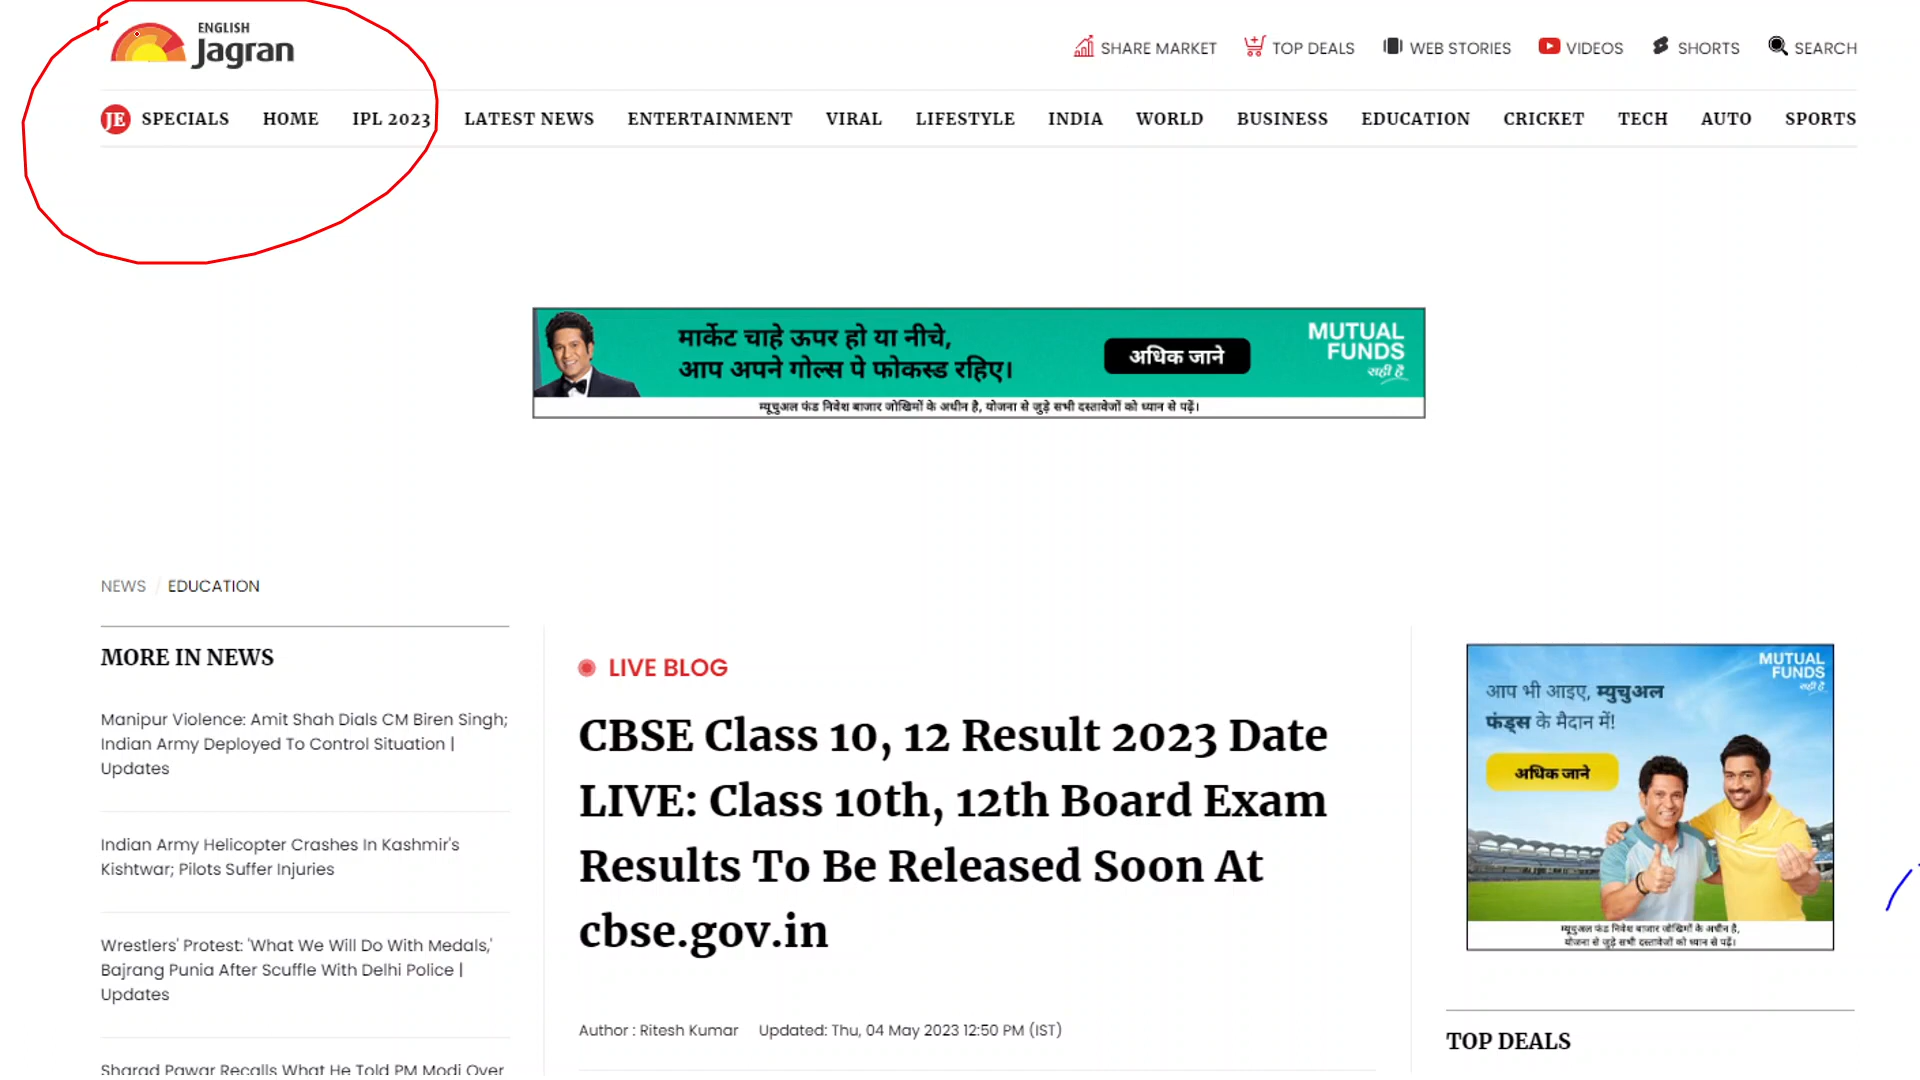 ENGLISH
Jagran
SHARE MARKET TOP DEALS WEB STORIES VIDEOS SHORTS SEARCH
JE SPECIALS HOME IPL 2023 LATEST NEWS ENTERTAINMENT VIRAL LIFESTYLE INDIA WORLD BUSINESS EDUCATION CRICKET TECH AUTO SPORTS
मार्केट चाहे ऊपर हो या नीचे,
आप अपने गोल्स पे फोकस्ड रहिए।
अधिक जाने
MUTUAL
FUNDS
सही है
म्यूचुअल फंड निवेश बाजार जोखिमों के अधीन है, योजना से जुड़े सभी दस्तावेजों को ध्यान से पढ़ें।
NEWS / EDUCATION
MORE IN NEWS
Manipur Violence: Amit Shah Dials CM Biren Singh;
Indian Army Deployed To Control Situation |
Updates
Indian Army Helicopter Crashes In Kashmir's
Kishtwar; Pilots Suffer Injuries
Wrestlers' Protest: 'What We Will Do With Medals,'
Bajrang Punia After Scuffle With Delhi Police |
Updates
Sharad Pawar Recalls What He Told PM Modi Over
LIVE BLOG
CBSE Class 10, 12 Result 2023 Date
LIVE: Class 10th, 12th Board Exam
Results To Be Released Soon At
cbse.gov.in
Author : Ritesh Kumar Updated: Thu, 04 May 2023 12:50 PM (IST)
MUTUAL
FUNDS
सही है
आप भी आइए, म्युचुअल
फंड्स के मैदान में!
अधिक जाने
म्यूचुअल फंड निवेश बाजार जोखिमों के अधीन है,
योजना से जुड़े सभी दस्तावेजों को ध्यान से पढ़ें।
TOP DEALS